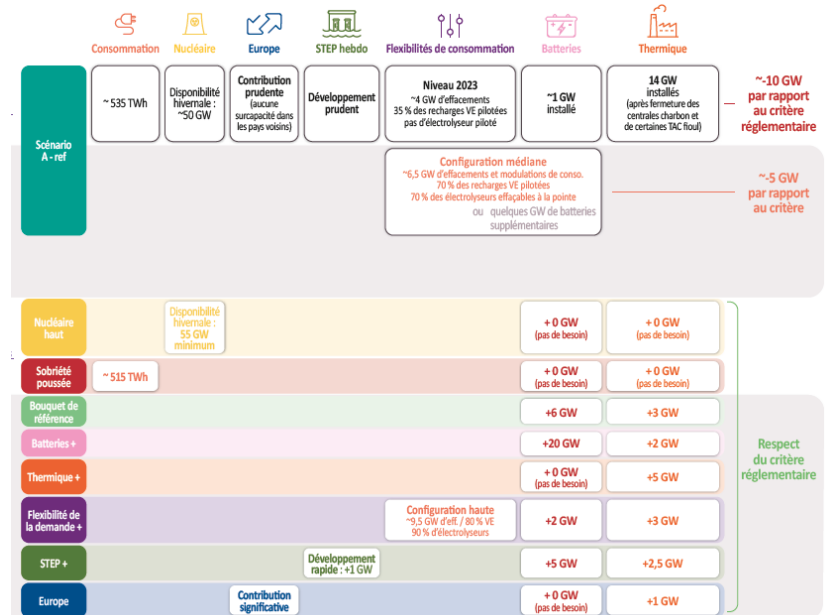 Consommation
Nucléaire
Europe
STEP hebdo
Flexibilités de consommation
Batteries
Thermique
Scénario
A - ref
~ 535 TWh
Disponibilité
hivernale :
~50 GW
Contribution
prudente
(aucune
surcapacité dans
les pays voisins)
Développement
prudent
Niveau 2023
~4 GW d'effacements
35 % des recharges VE pilotées
pas d'électrolyseur piloté
~1 GW
installé
14 GW
installés
(après fermeture des
centrales charbon et
de certaines TAC fioul)
~-10 GW
par rapport
au critère
réglementaire
Configuration médiane
~6,5 GW d'effacements et modulations de conso.
70 % des recharges VE pilotées
70 % des électrolyseurs effaçables à la pointe
ou quelques GW de batteries
supplémentaires
~-5 GW
par rapport
au critère
Nucléaire
haut
Disponibilité
hivernale :
55 GW
minimum
+ 0 GW
(pas de besoin)
+ 0 GW
(pas de besoin)
Sobriété
poussée
~ 515 TWh
+ 0 GW
(pas de besoin)
+ 0 GW
(pas de besoin)
Bouquet de
référence
+6 GW
+3 GW
Batteries +
+20 GW
+2 GW
Thermique +
+ 0 GW
(pas de besoin)
+5 GW
Flexibilité de
la demande +
Configuration haute
~9,5 GW d'eff. / 80 % VE
90 % d'électrolyseurs
+2 GW
+3 GW
STEP +
Développement
rapide : +1 GW
+5 GW
+2,5 GW
Europe
Contribution
significative
+ 0 GW
(pas de besoin)
+1 GW
Respect
du critère
réglementaire